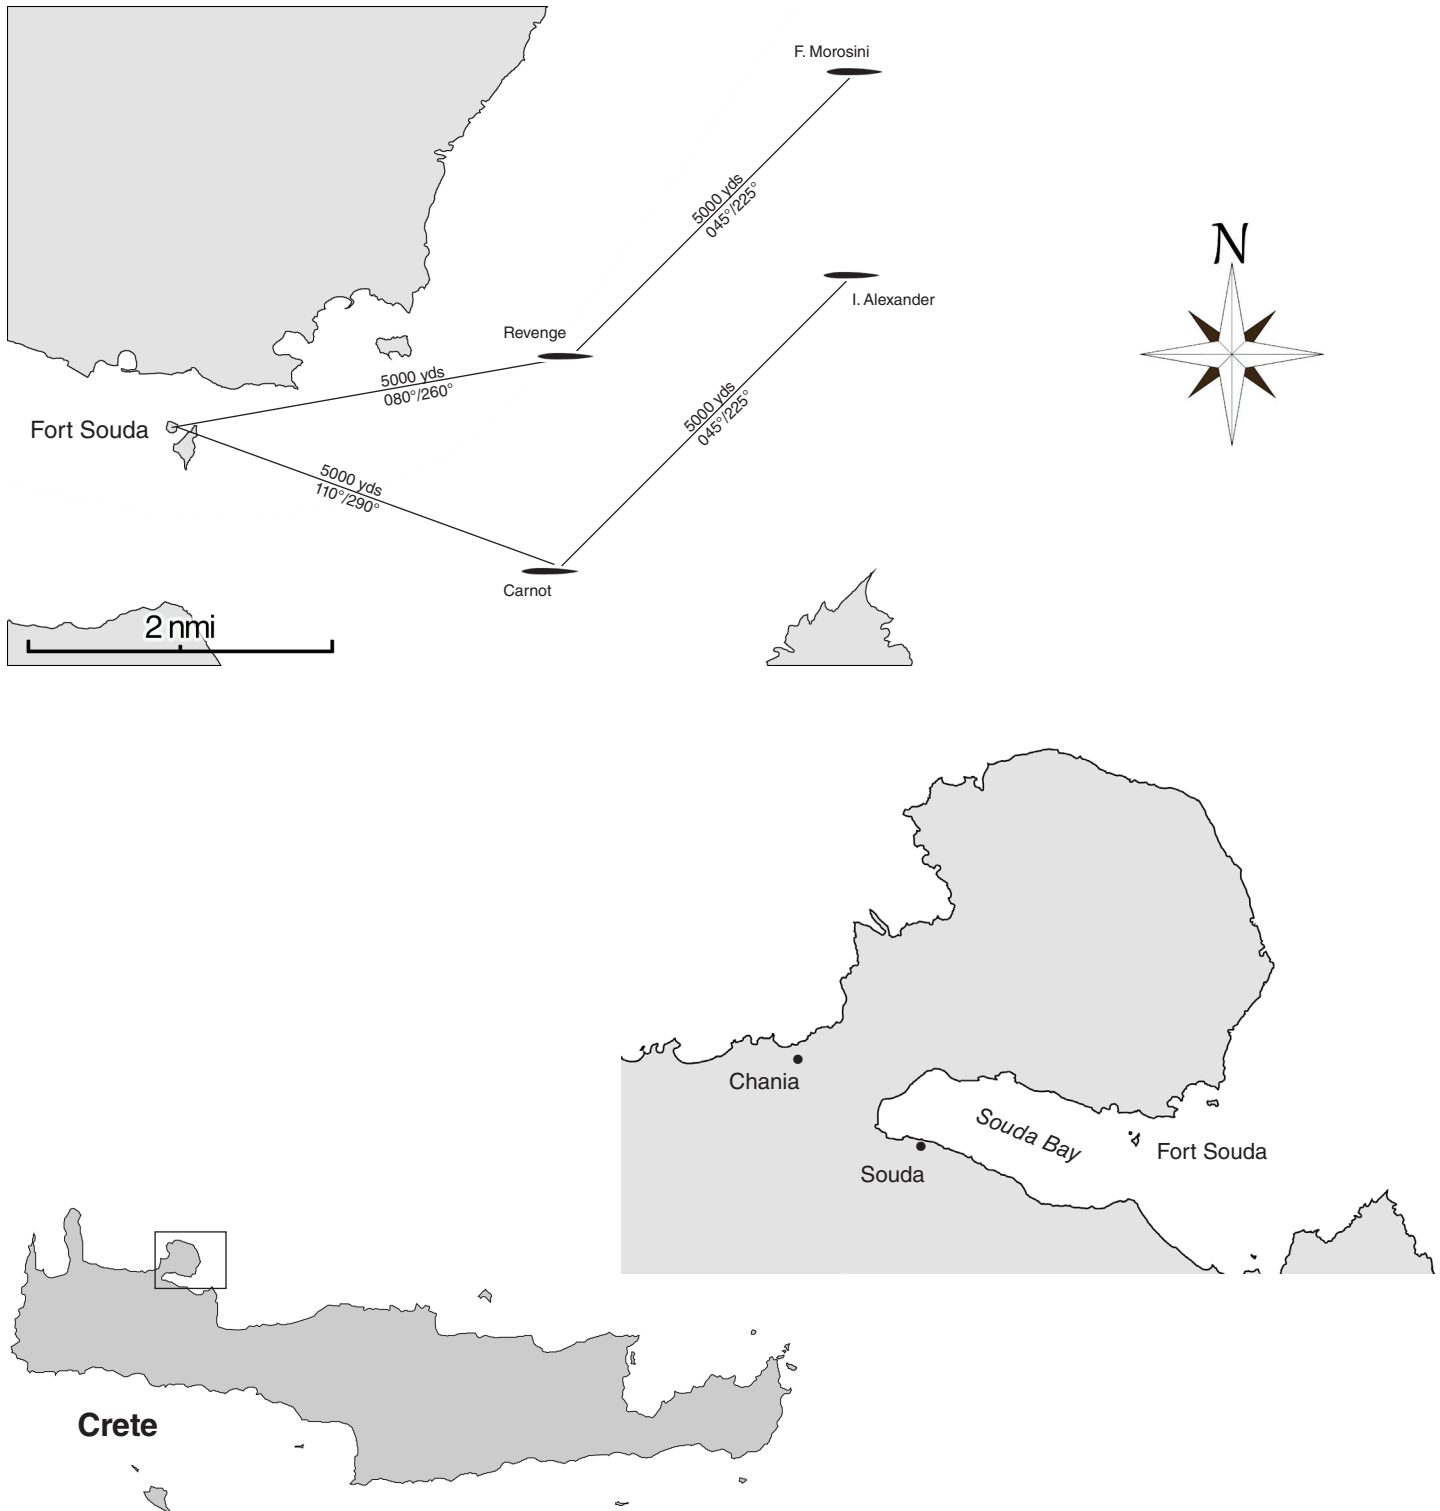 F. Morosini
5000 yds
045°/225°
N
I. Alexander
Revenge
5000 yds
080°/260°
5000 yds
045°/225°
Fort Souda
5000 yds
110°/290°
Carnot
2 nmi
Chania
Souda Bay
Fort Souda
Souda
Crete